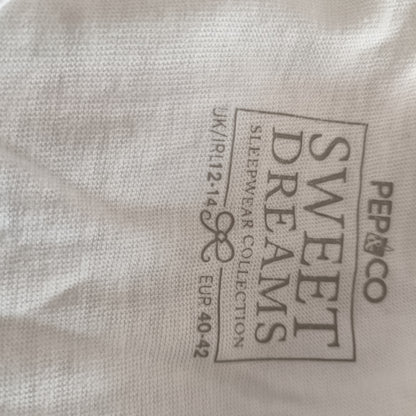 PEP&CO
SWEET
DREAMS
SLEEPWEAR COLLECTION
UK/IRL 12-14 EUR 40-42